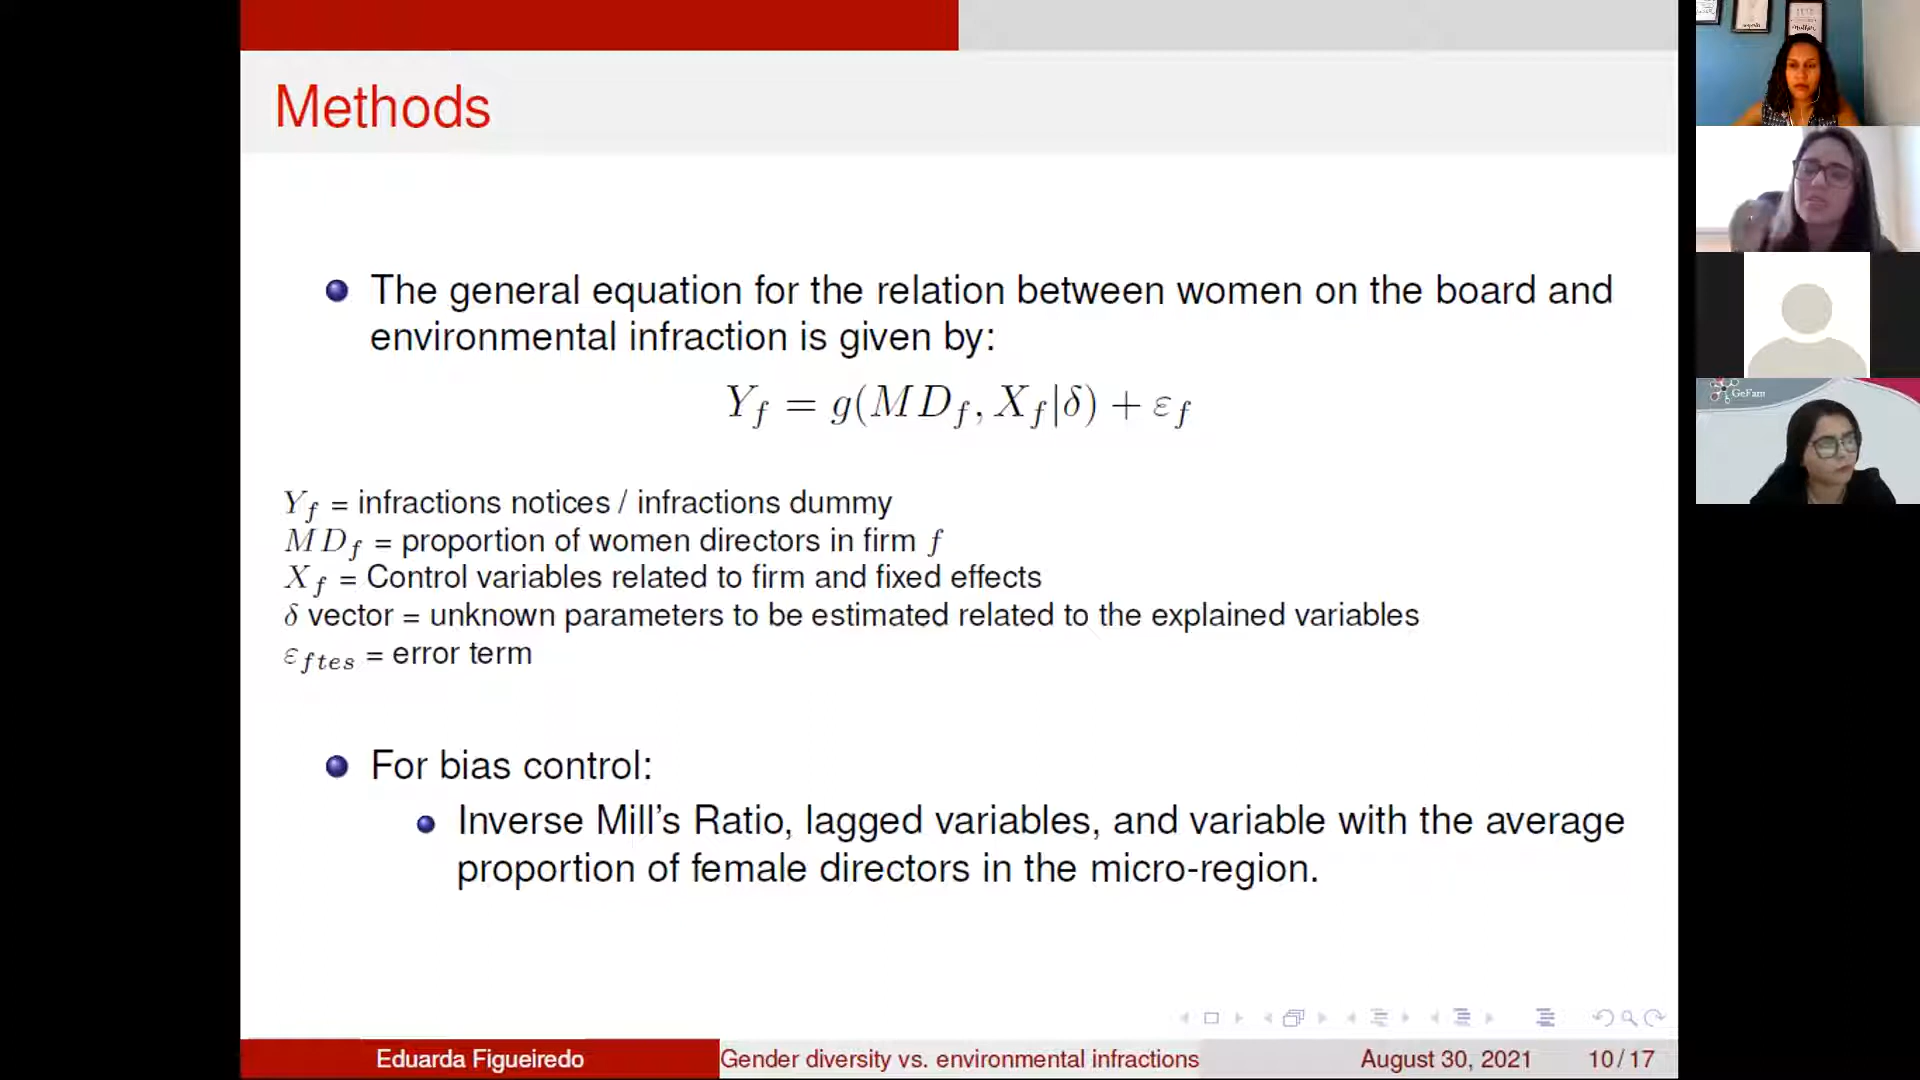 Methods
The general equation for the relation between women on the board and
environmental infraction is given by:
Y_f = g(MD_f, X_f|δ) + ε_f
Y_f = infractions notices / infractions dummy
MD_f = proportion of women directors in firm f
X_f = Control variables related to firm and fixed effects
δ vector = unknown parameters to be estimated related to the explained variables
ε_ftes = error term
For bias control:
Inverse Mill's Ratio, lagged variables, and variable with the average
proportion of female directors in the micro-region.
Eduarda Figueiredo
Gender diversity vs. environmental infractions
August 30, 2021
10/17
GeFam